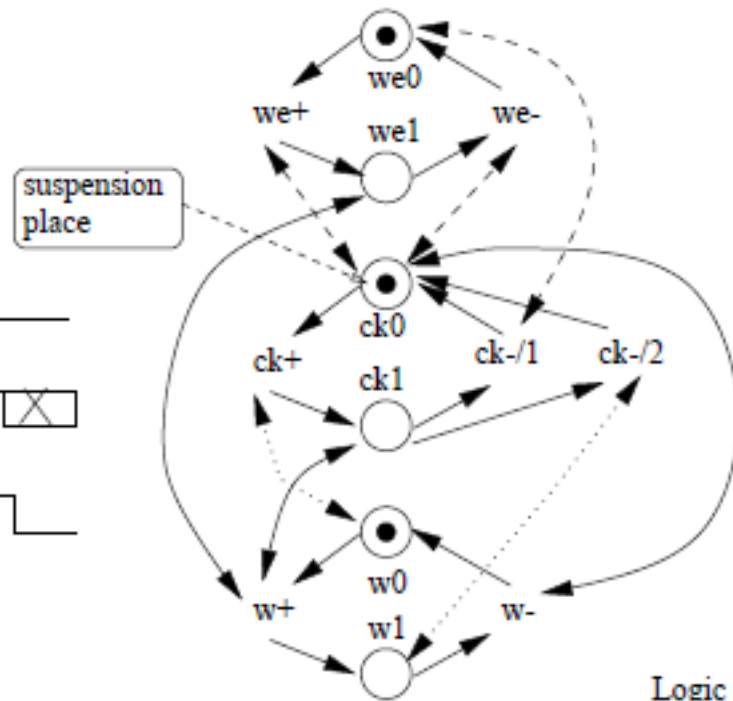 we0
we+
we-
we1
suspension
place
ck0
ck+
ck-/1
ck-/2
ck1
w0
w+
w-
w1
Logic